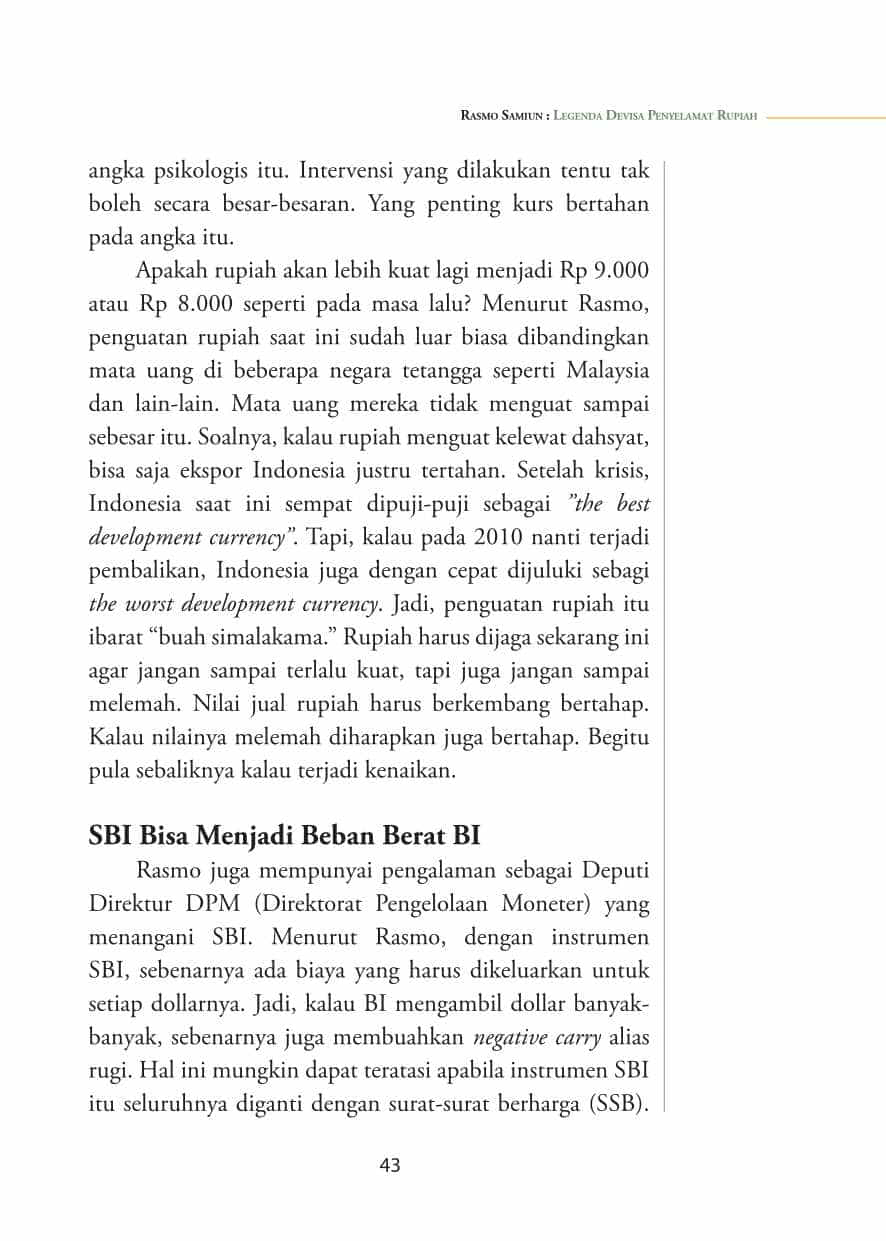 Rasmo Samiun : Legenda Devisa Penyelamat Rupiah
angka psikologis itu. Intervensi yang dilakukan tentu tak
boleh secara besar-besaran. Yang penting kurs bertahan
pada angka itu.
Apakah rupiah akan lebih kuat lagi menjadi Rp 9.000
atau Rp 8.000 seperti pada masa lalu? Menurut Rasmo,
penguatan rupiah saat ini sudah luar biasa dibandingkan
mata uang di beberapa negara tetangga seperti Malaysia
dan lain-lain. Mata uang mereka tidak menguat sampai
sebesar itu. Soalnya, kalau rupiah menguat kelewat dahsyat,
bisa saja ekspor Indonesia justru tertahan. Setelah krisis,
Indonesia saat ini sempat dipuji-puji sebagai ”the best
development currency”. Tapi, kalau pada 2010 nanti terjadi
pembalikan, Indonesia juga dengan cepat dijuluki sebagi
the worst development currency. Jadi, penguatan rupiah itu
ibarat “buah simalakama.” Rupiah harus dijaga sekarang ini
agar jangan sampai terlalu kuat, tapi juga jangan sampai
melemah. Nilai jual rupiah harus berkembang bertahap.
Kalau nilainya melemah diharapkan juga bertahap. Begitu
pula sebaliknya kalau terjadi kenaikan.
SBI Bisa Menjadi Beban Berat BI
Rasmo juga mempunyai pengalaman sebagai Deputi
Direktur DPM (Direktorat Pengelolaan Moneter) yang
menangani SBI. Menurut Rasmo, dengan instrumen
SBI, sebenarnya ada biaya yang harus dikeluarkan untuk
setiap dollarnya. Jadi, kalau BI mengambil dollar banyak-
banyak, sebenarnya juga membuahkan negative carry alias
rugi. Hal ini mungkin dapat teratasi apabila instrumen SBI
itu seluruhnya diganti dengan surat-surat berharga (SSB).
43